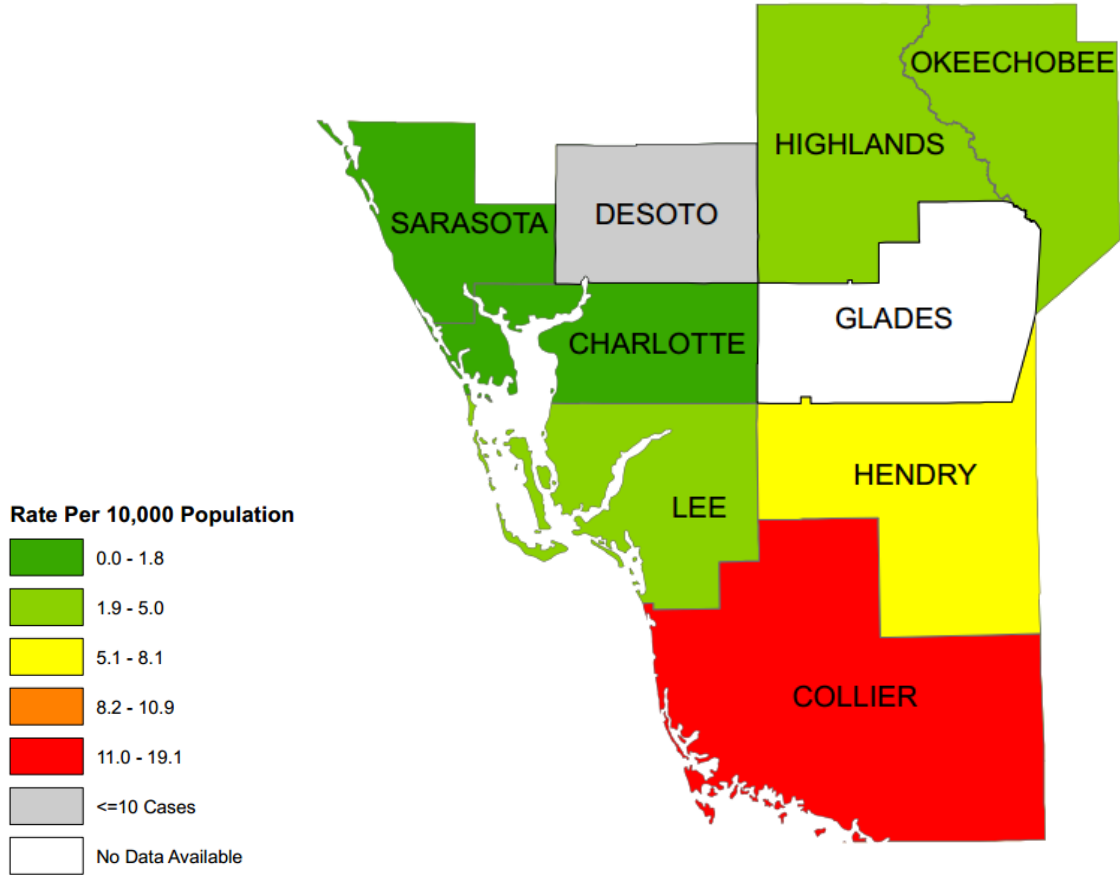 OKEECHOBEE
HIGHLANDS
DESOTO
SARASOTA
GLADES
CHARLOTTE
HENDRY
LEE
COLLIER
Rate Per 10,000 Population
0.0 - 1.8
1.9 - 5.0
5.1 - 8.1
8.2 - 10.9
11.0 - 19.1
<=10 Cases
No Data Available